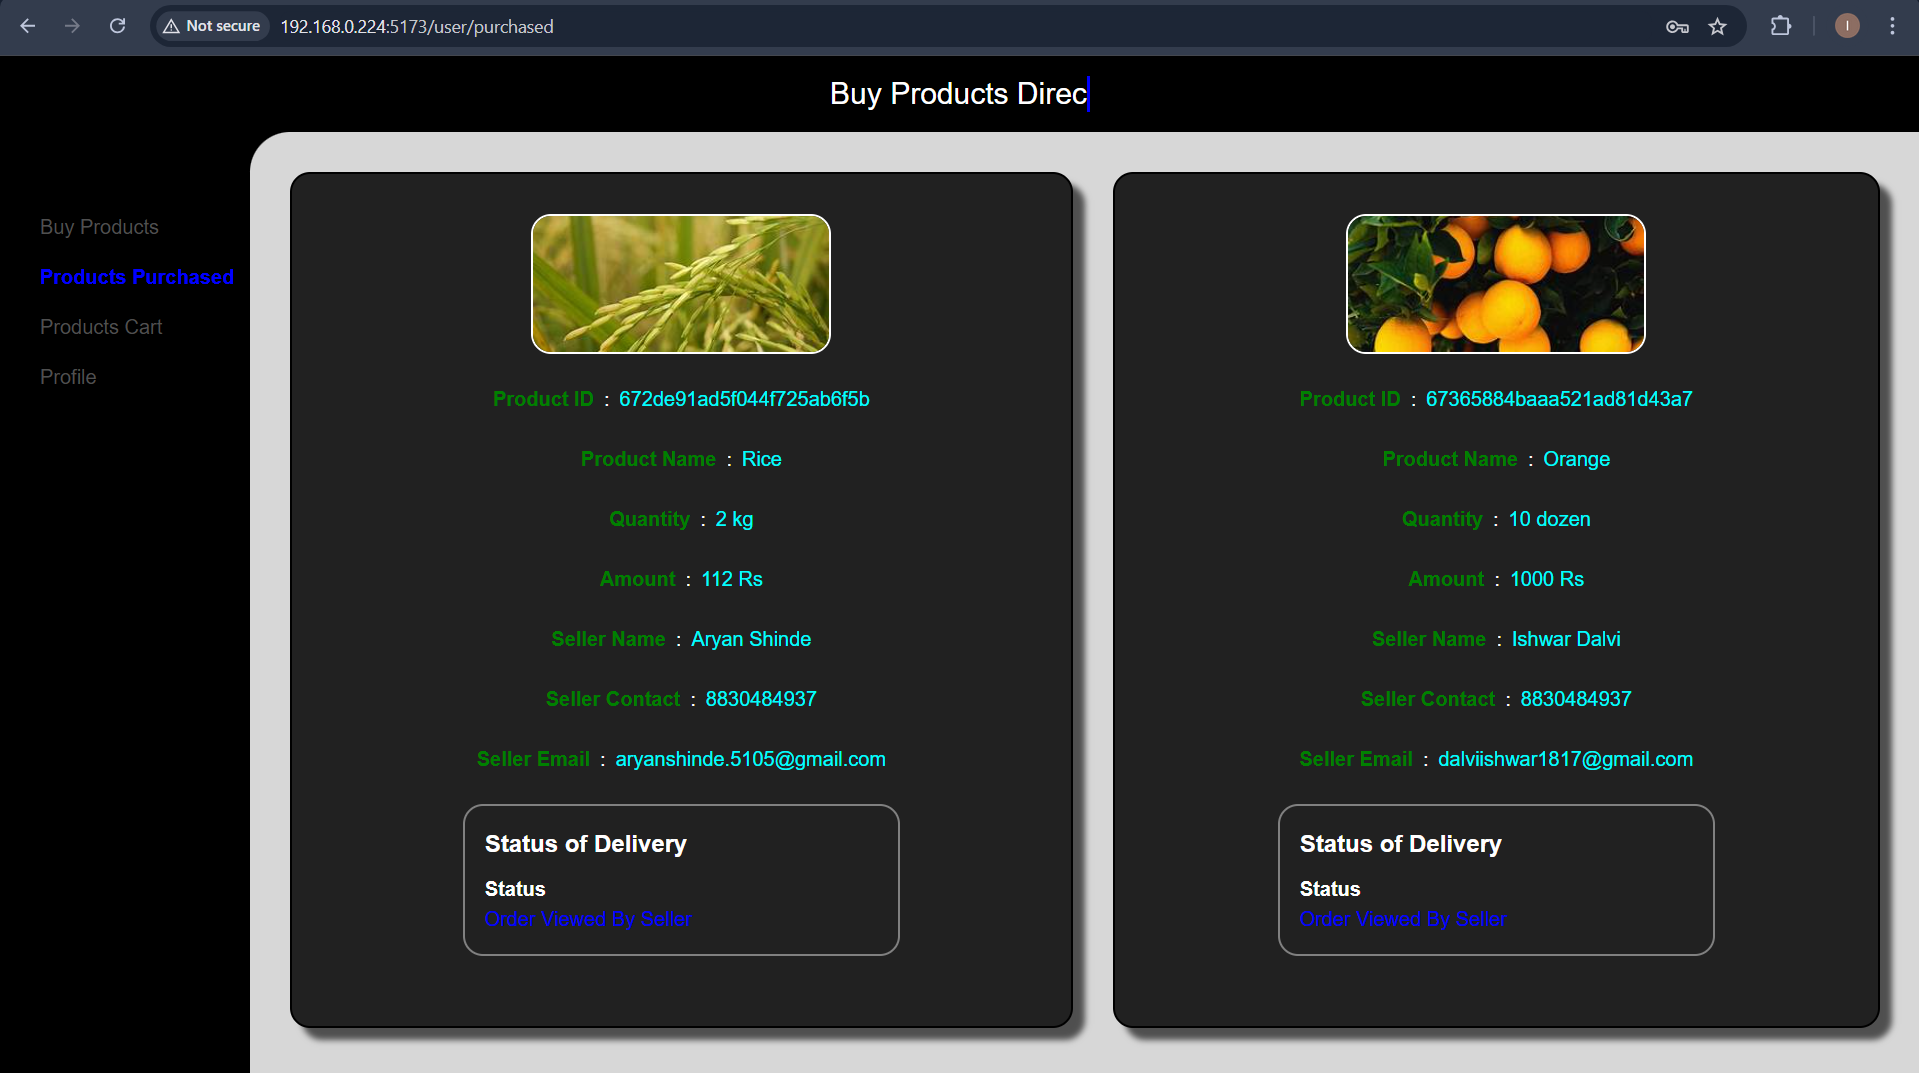 Not secure
192.168.0.224:5173/user/purchased
I
Buy Products Direc
Buy Products
Products Purchased
Products Cart
Profile
Product ID : 672de91ad5f044f725ab6f5b
Product Name : Rice
Quantity : 2 kg
Amount : 112 Rs
Seller Name : Aryan Shinde
Seller Contact : 8830484937
Seller Email : aryanshinde.5105@gmail.com
Status of Delivery
Status
Order Viewed By Seller
Product ID : 67365884baaa521ad81d43a7
Product Name : Orange
Quantity : 10 dozen
Amount : 1000 Rs
Seller Name : Ishwar Dalvi
Seller Contact : 8830484937
Seller Email : dalviishwar1817@gmail.com
Status of Delivery
Status
Order Viewed By Seller